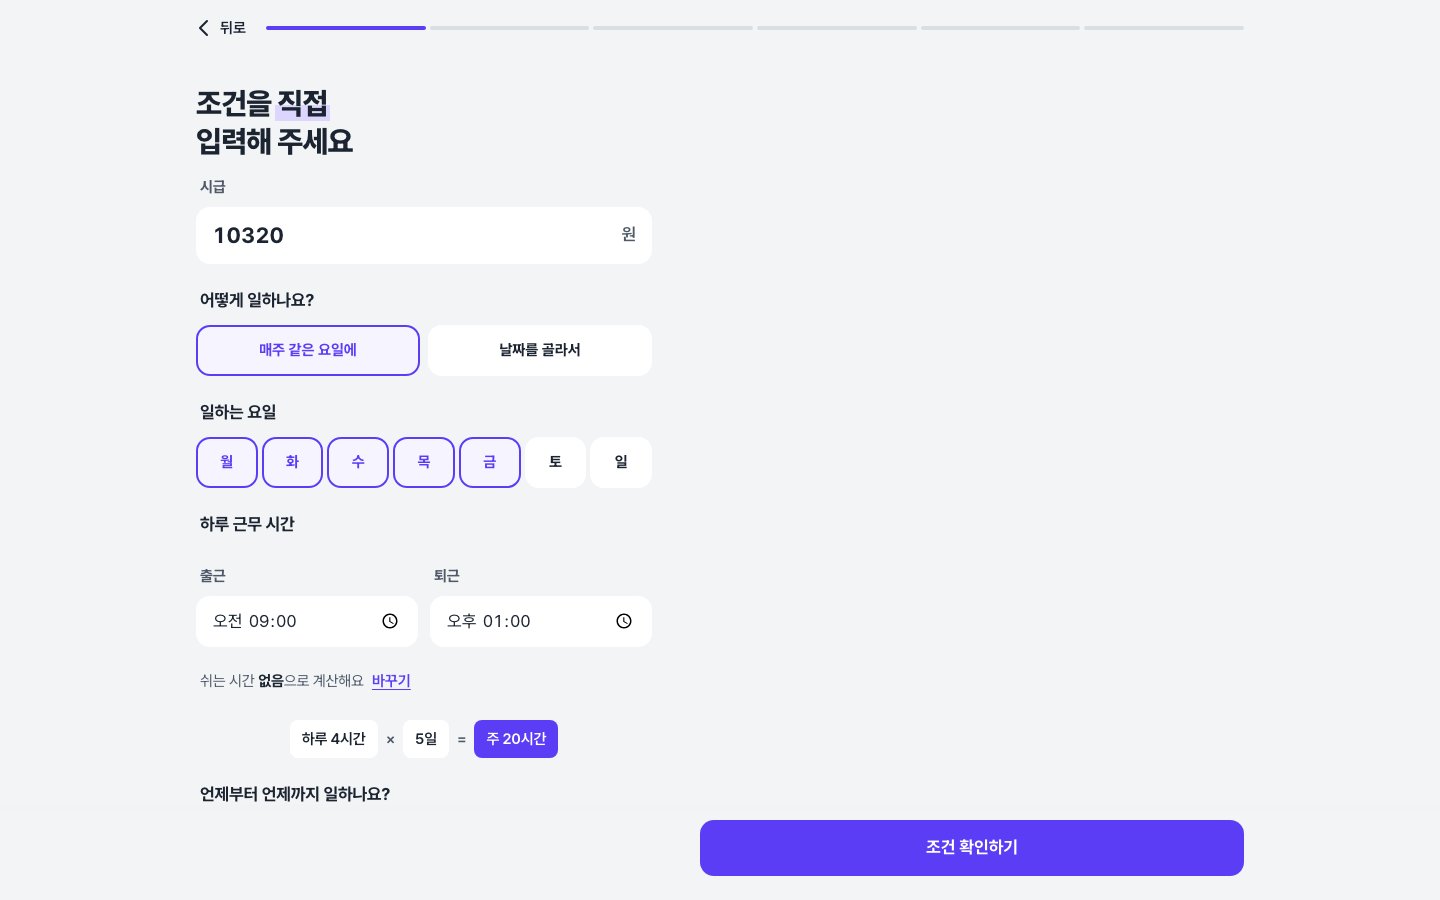 뒤로
조건을 직접
입력해 주세요
시급
10320 원
어떻게 일하나요?
매주 같은 요일에 날짜를 골라서
일하는 요일
월 화 수 목 금 토 일
하루 근무 시간
출근 퇴근
오전 09:00 오후 01:00
쉬는 시간 없음으로 계산해요 바꾸기
하루 4시간 × 5일 = 주 20시간
언제부터 언제까지 일하나요?
조건 확인하기